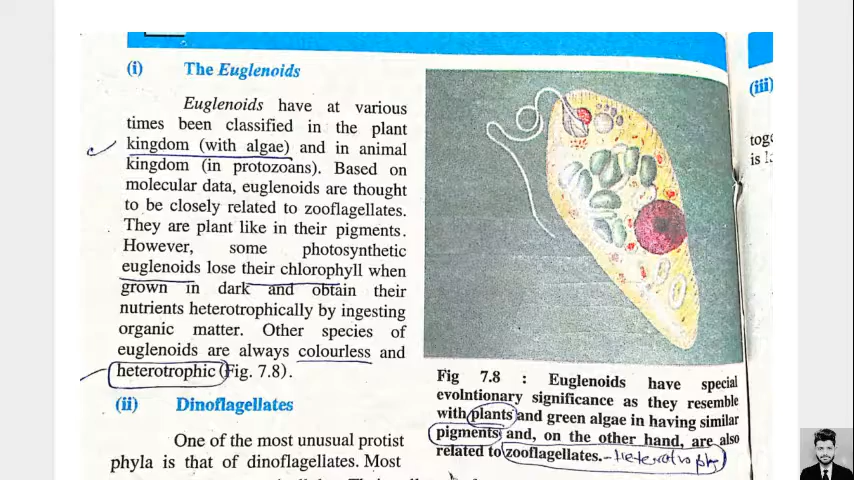 (i) The Euglenoids
Euglenoids have at various
times been classified in the plant
kingdom (with algae) and in animal
kingdom (in protozoans). Based on
molecular data, euglenoids are thought
to be closely related to zooflagellates.
They are plant like in their pigments.
However, some photosynthetic
euglenoids lose their chlorophyll when
grown in dark and obtain their
nutrients heterotrophically by ingesting
organic matter. Other species of
euglenoids are always colourless and
heterotrophic (Fig. 7.8).
(ii) Dinoflagellates
One of the most unusual protist
phyla is that of dinoflagellates. Most
Fig 7.8 : Euglenoids have special
evolntionary significance as they resemble
with plants and green algae in having similar
pigments and, on the other hand, are also
related to zooflagellates.
(iii)
toge